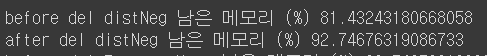 before del distNeg 남은 메모리 (%) 81.43243180668058
after del distNeg 남은 메모리 (%) 92.74676319086733